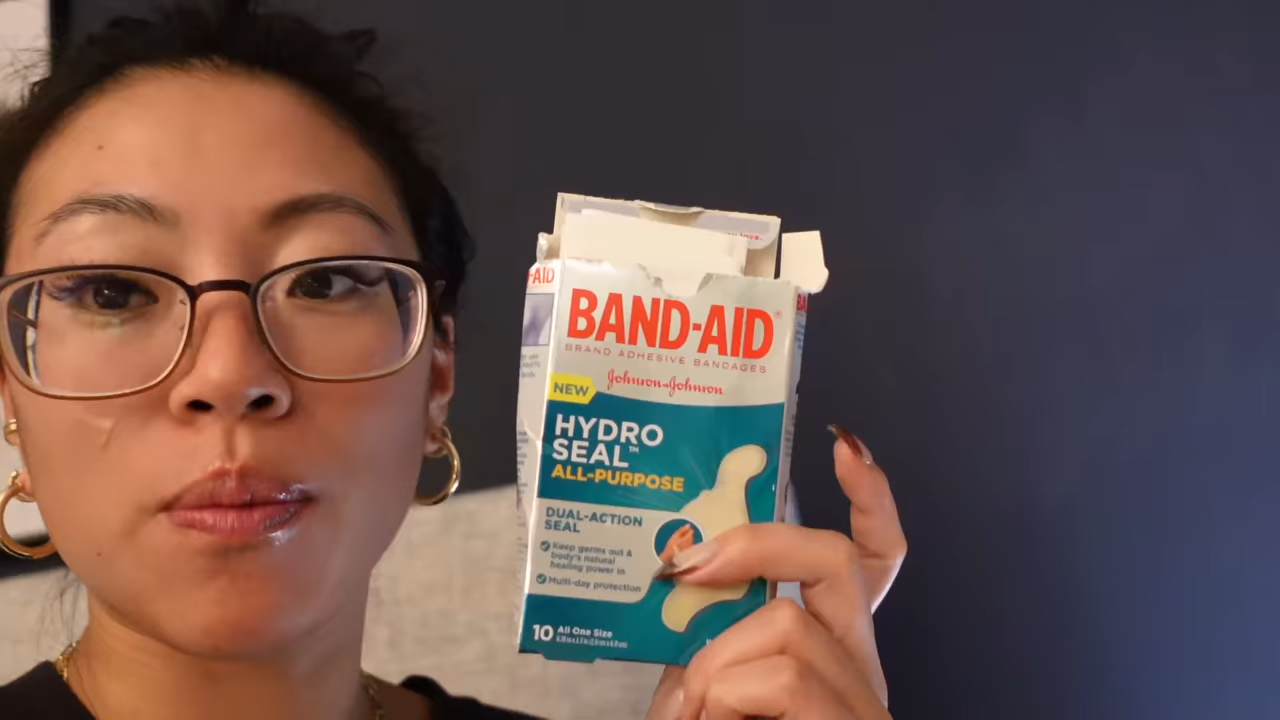 -AID
BAND-AID®
BRAND ADHESIVE BANDAGES
Johnson&Johnson
NEW
HYDRO
SEAL™
ALL-PURPOSE
DUAL-ACTION
SEAL
Keep germs out &
body's natural
healing power in
Multi-day protection
10 All One Size